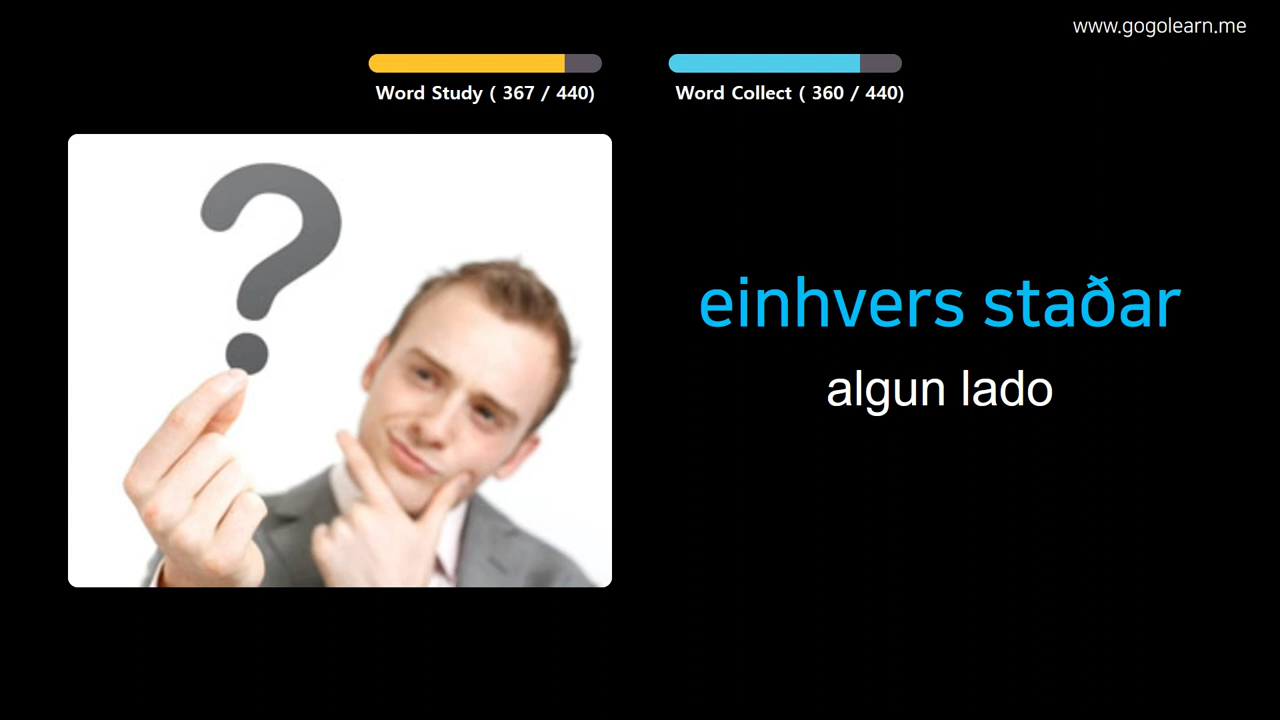 www.gogolearn.me
Word Study ( 367 / 440)
Word Collect ( 360 / 440)
einhvers staðar
algun lado